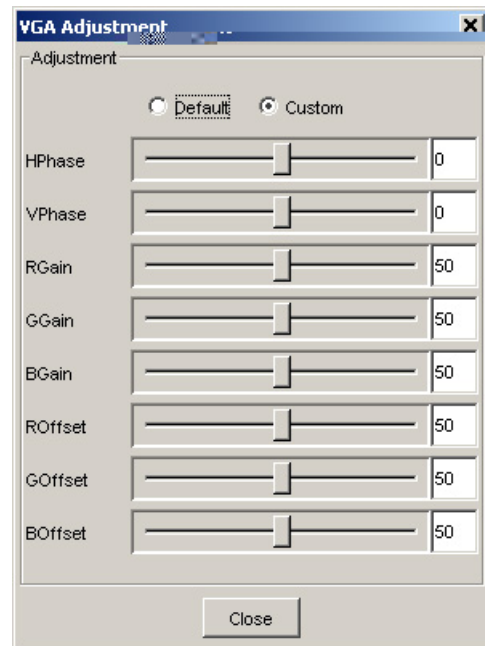 VGA Adjustment
Adjustment
Default Custom
HPhase 0
VPhase 0
RGain 50
GGain 50
BGain 50
ROffset 50
GOffset 50
BOffset 50
Close